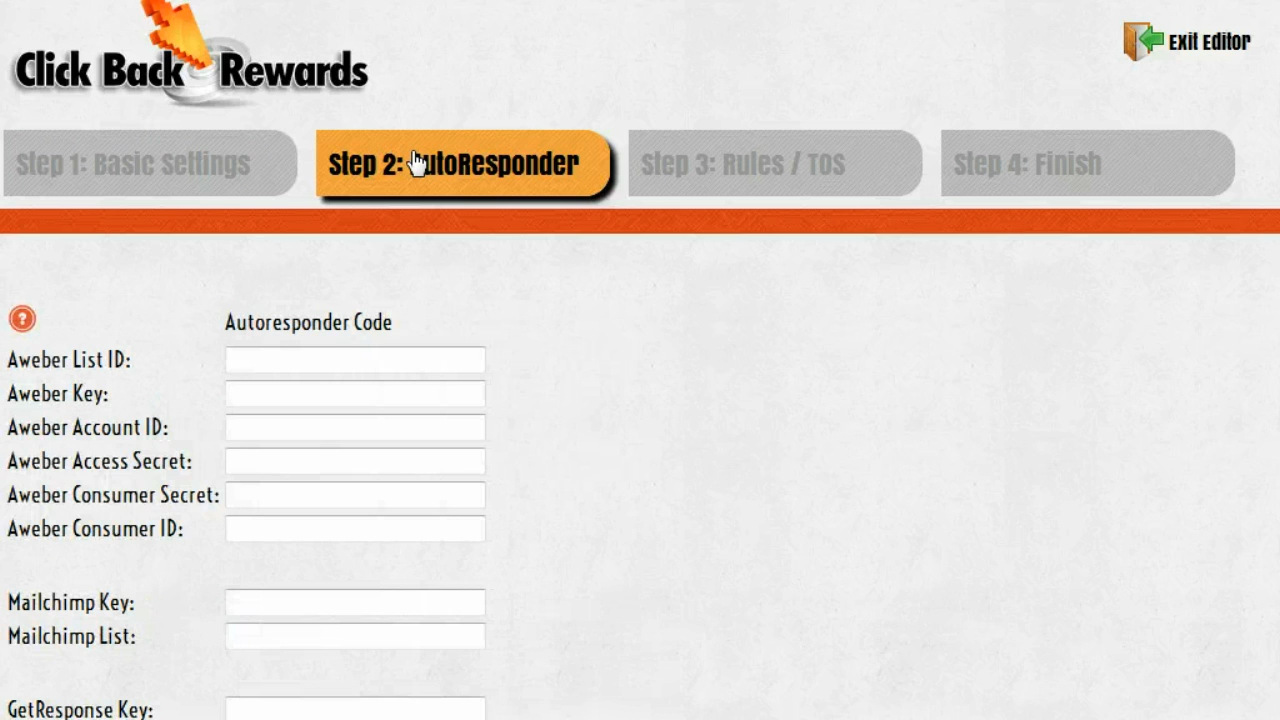 Click Back Rewards
Exit Editor
Step 1: Basic Settings
Step 2: AutoResponder
Step 3: Rules / TOS
Step 4: Finish
?
Autoresponder Code
Aweber List ID:
Aweber Key:
Aweber Account ID:
Aweber Access Secret:
Aweber Consumer Secret:
Aweber Consumer ID:
Mailchimp Key:
Mailchimp List:
GetResponse Key: